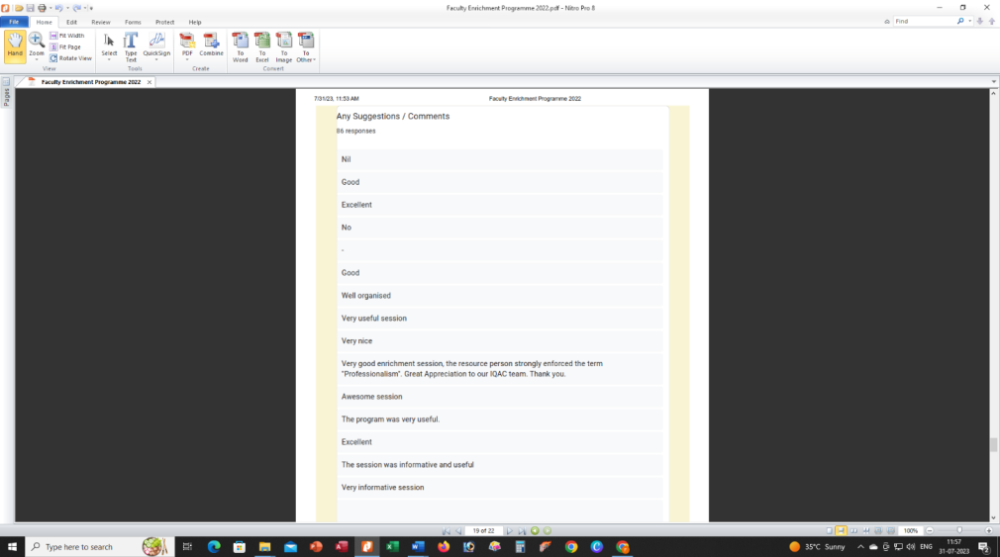 Faculty Enrichment Programme 2022.pdf - Nitro Pro 8
File Home Edit Review Forms Protect Help
Find
Hand
Zoom
Fit Width
Fit Page
Rotate View
View
Select
Type Text
QuickSign
Tools
PDF
Combine
Create
To Word
To Excel
To Image
To Other
Convert
Pages
Faculty Enrichment Programme 2022
7/31/23, 11:53 AM Faculty Enrichment Programme 2022
Any Suggestions / Comments
86 responses
Nil
Good
Excellent
No
-
Good
Well organised
Very useful session
Very nice
Very good enrichment session, the resource person strongly enforced the term
"Professionalism". Great Appreciation to our IQAC team. Thank you.
Awesome session
The program was very useful.
Excellent
The session was informative and useful
Very informative session
19 of 22
100%
Type here to search
35°C Sunny
ENG
11:57
31-07-2023